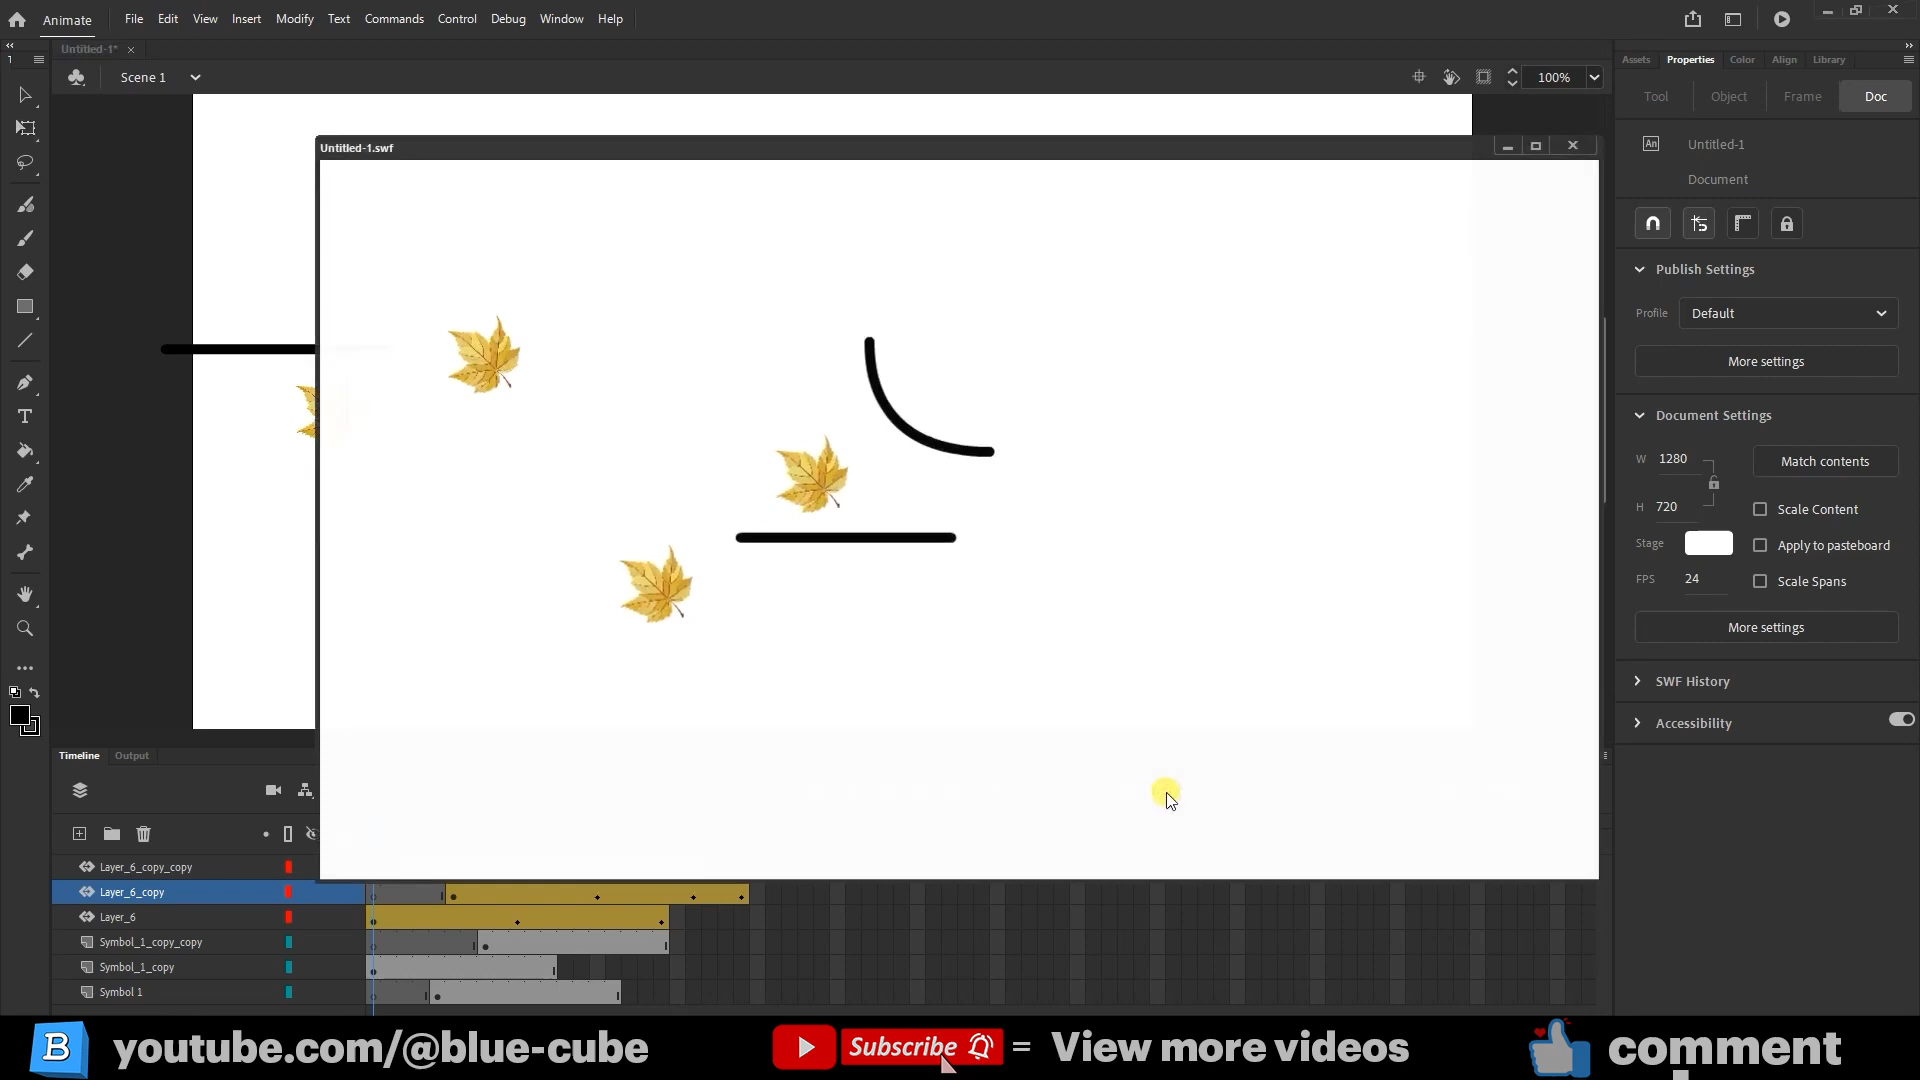 Animate File Edit View Insert Modify Text Commands Control Debug Window Help
Untitled-1*
Scene 1 100%
Assets Properties Color Align Library
Tool Object Frame Doc
An Untitled-1
Document
Publish Settings
Profile Default
More settings
Document Settings
W 1280 Match contents
H 720 Scale Content
Stage Apply to pasteboard
FPS 24 Scale Spans
More settings
SWF History
Accessibility
Untitled-1.swf
Timeline Output
Layer_6_copy_copy
Layer_6_copy
Layer_6
Symbol_1_copy_copy
Symbol_1_copy
Symbol 1
B youtube.com/@blue-cube Subscribe = View more videos comment